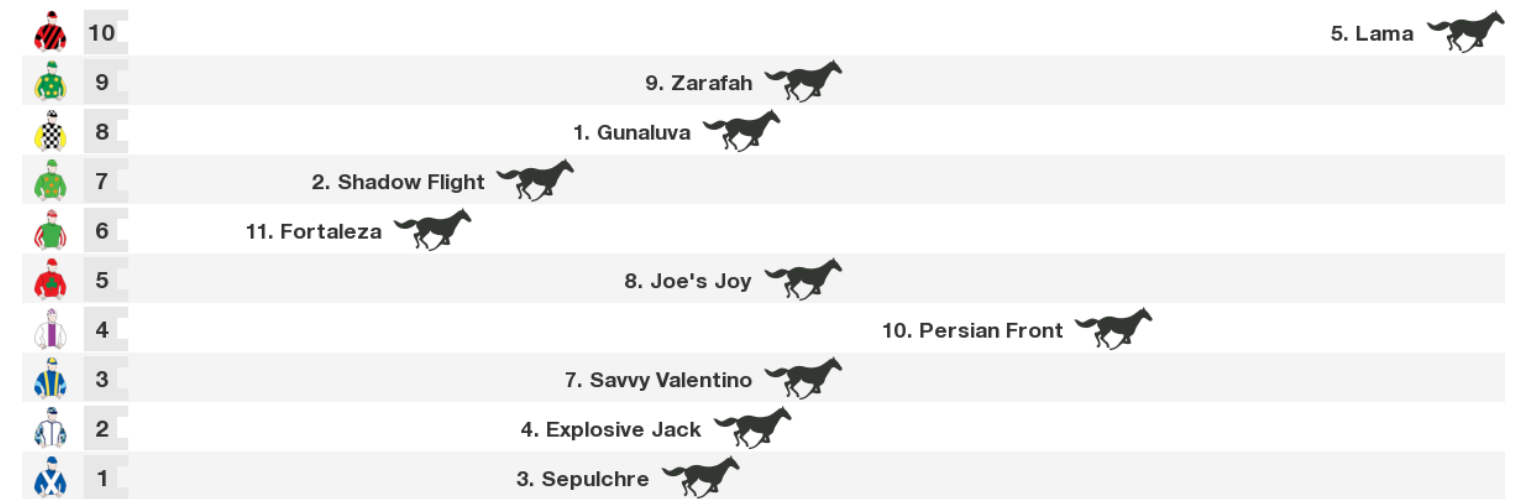 10 5. Lama
9 9. Zarafah
8 1. Gunaluva
7 2. Shadow Flight
6 11. Fortaleza
5 8. Joe's Joy
4 10. Persian Front
3 7. Savvy Valentino
2 4. Explosive Jack
1 3. Sepulchre